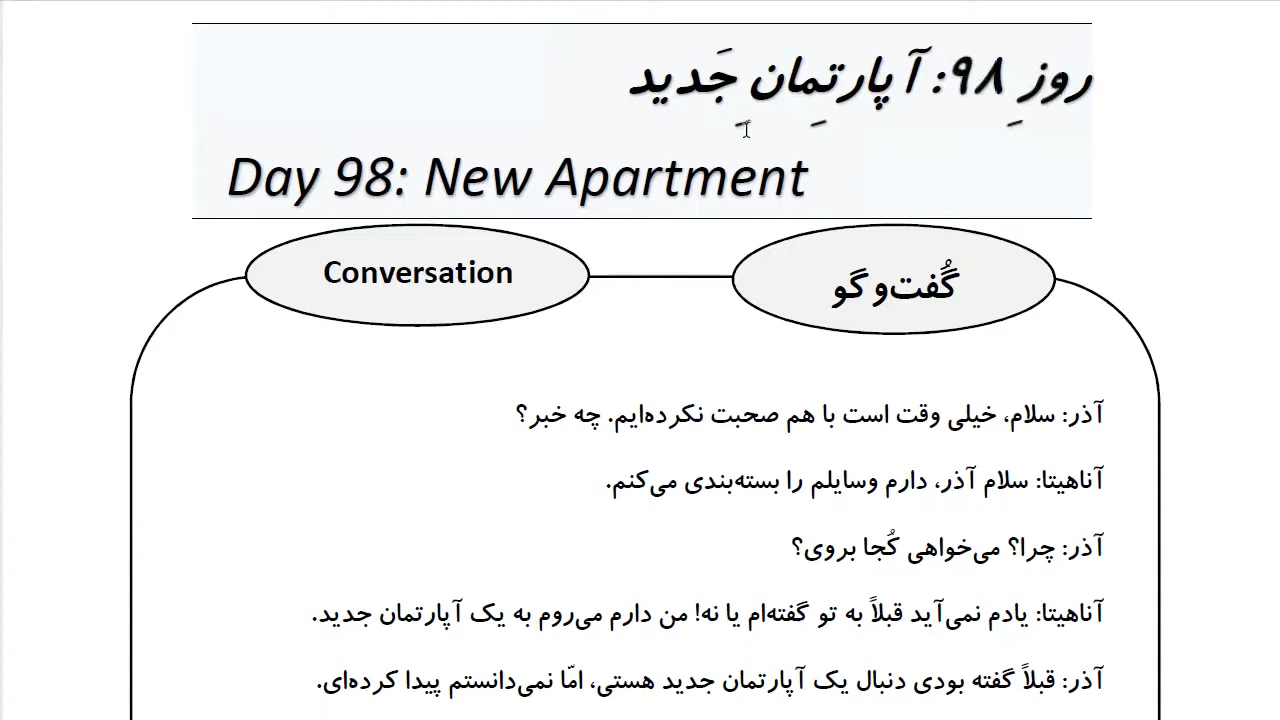 روزِ ۹۸: آپارتِمانِ جَدید
Day 98: New Apartment
Conversation
گُفت‌و‌گو
آذر: سلام، خیلی وقت است با هم صحبت نکرده‌ایم. چه خبر؟
آناهیتا: سلام آذر، دارم وسایلم را بسته‌بندی می‌کنم.
آذر: چرا؟ می‌خواهی کُجا بروی؟
آناهیتا: یادم نمی‌آید قبلاً به تو گفته‌ام یا نه! من دارم می‌روم به یک آپارتمان جدید.
آذر: قبلاً گفته بودی دنبال یک آپارتمان جدید هستی، امّا نمی‌دانستم پیدا کرده‌ای.